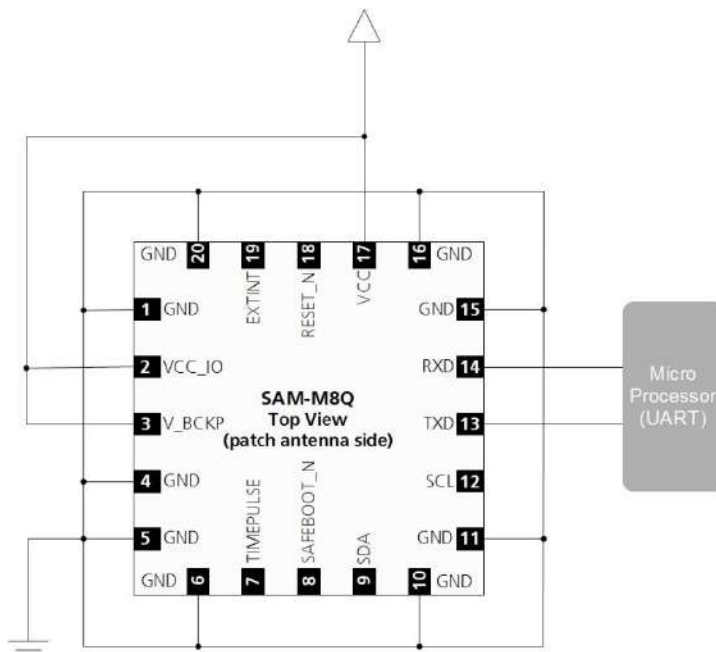 GND 20
19 EXTINT
18 RESET_N
17 VCC
16 GND
1 GND
GND 15
2 VCC_IO
RXD 14
3 V_BCKP
TXD 13
SAM-M8Q
Top View
(patch antenna side)
Micro
Processor
(UART)
4 GND
SCL 12
5 GND
GND 11
GND 6
TIMEPULSE 7
SAFEBOOT_N 8
SDA 9
10 GND